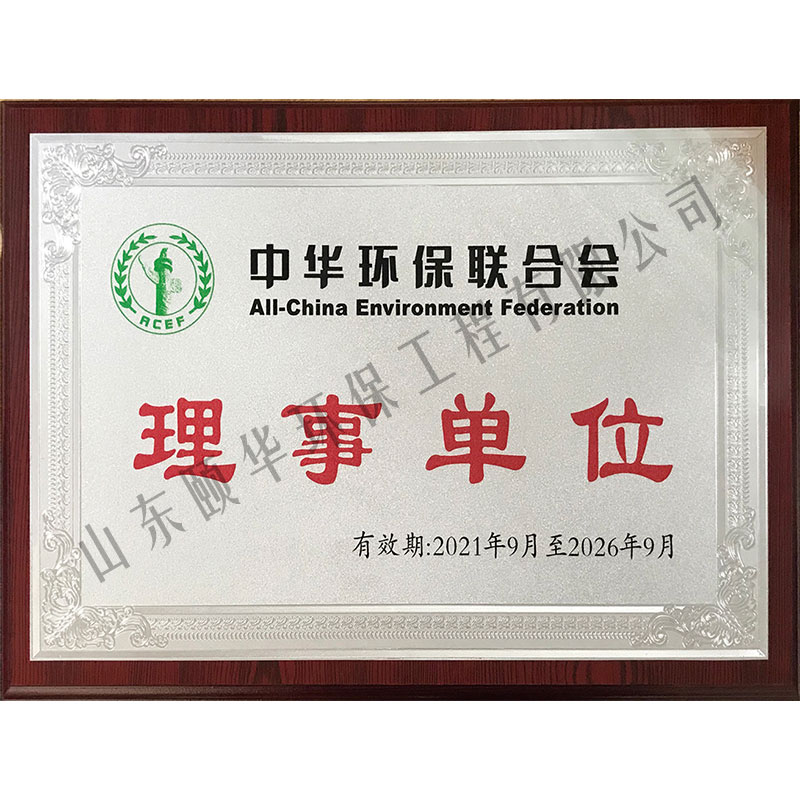 中华环保联合会
All-China Environment Federation
ACEF
理事单位
有效期:2021年9月至2026年9月
山东颐华环保工程有限公司